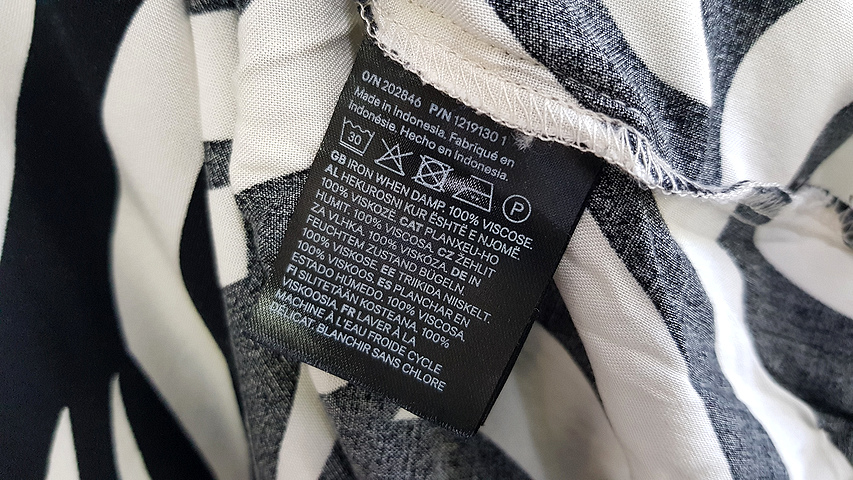 O/N 202846 P/N 1219130 1
Made in Indonesia. Fabriqué en
Indonésie. Hecho en Indonesia.
30 P
GB IRON WHEN DAMP. 100% VISCOSE.
AL HEKUROSNI KUR ËSHTË E NJOMË.
100% VISKOZË. CAT PLANXEU-HO
HUMIT. 100% VISCOSA. CZ ŽEHLIT
ZA VLHKA. 100% VISKÓZA. DE IN
FEUCHTEM ZUSTAND BÜGELN.
100% VISKOSE. EE TRIIKIDA NIISKELT.
100% VISKOOS. ES PLANCHAR EN
ESTADO HÚMEDO. 100% VISCOSA.
FI SILITETÄÄN KOSTEANA. 100%
VISKOOSIA. FR LAVER À LA
MACHINE À L'EAU FROIDE CYCLE
DÉLICAT. BLANCHIR SANS CHLORE